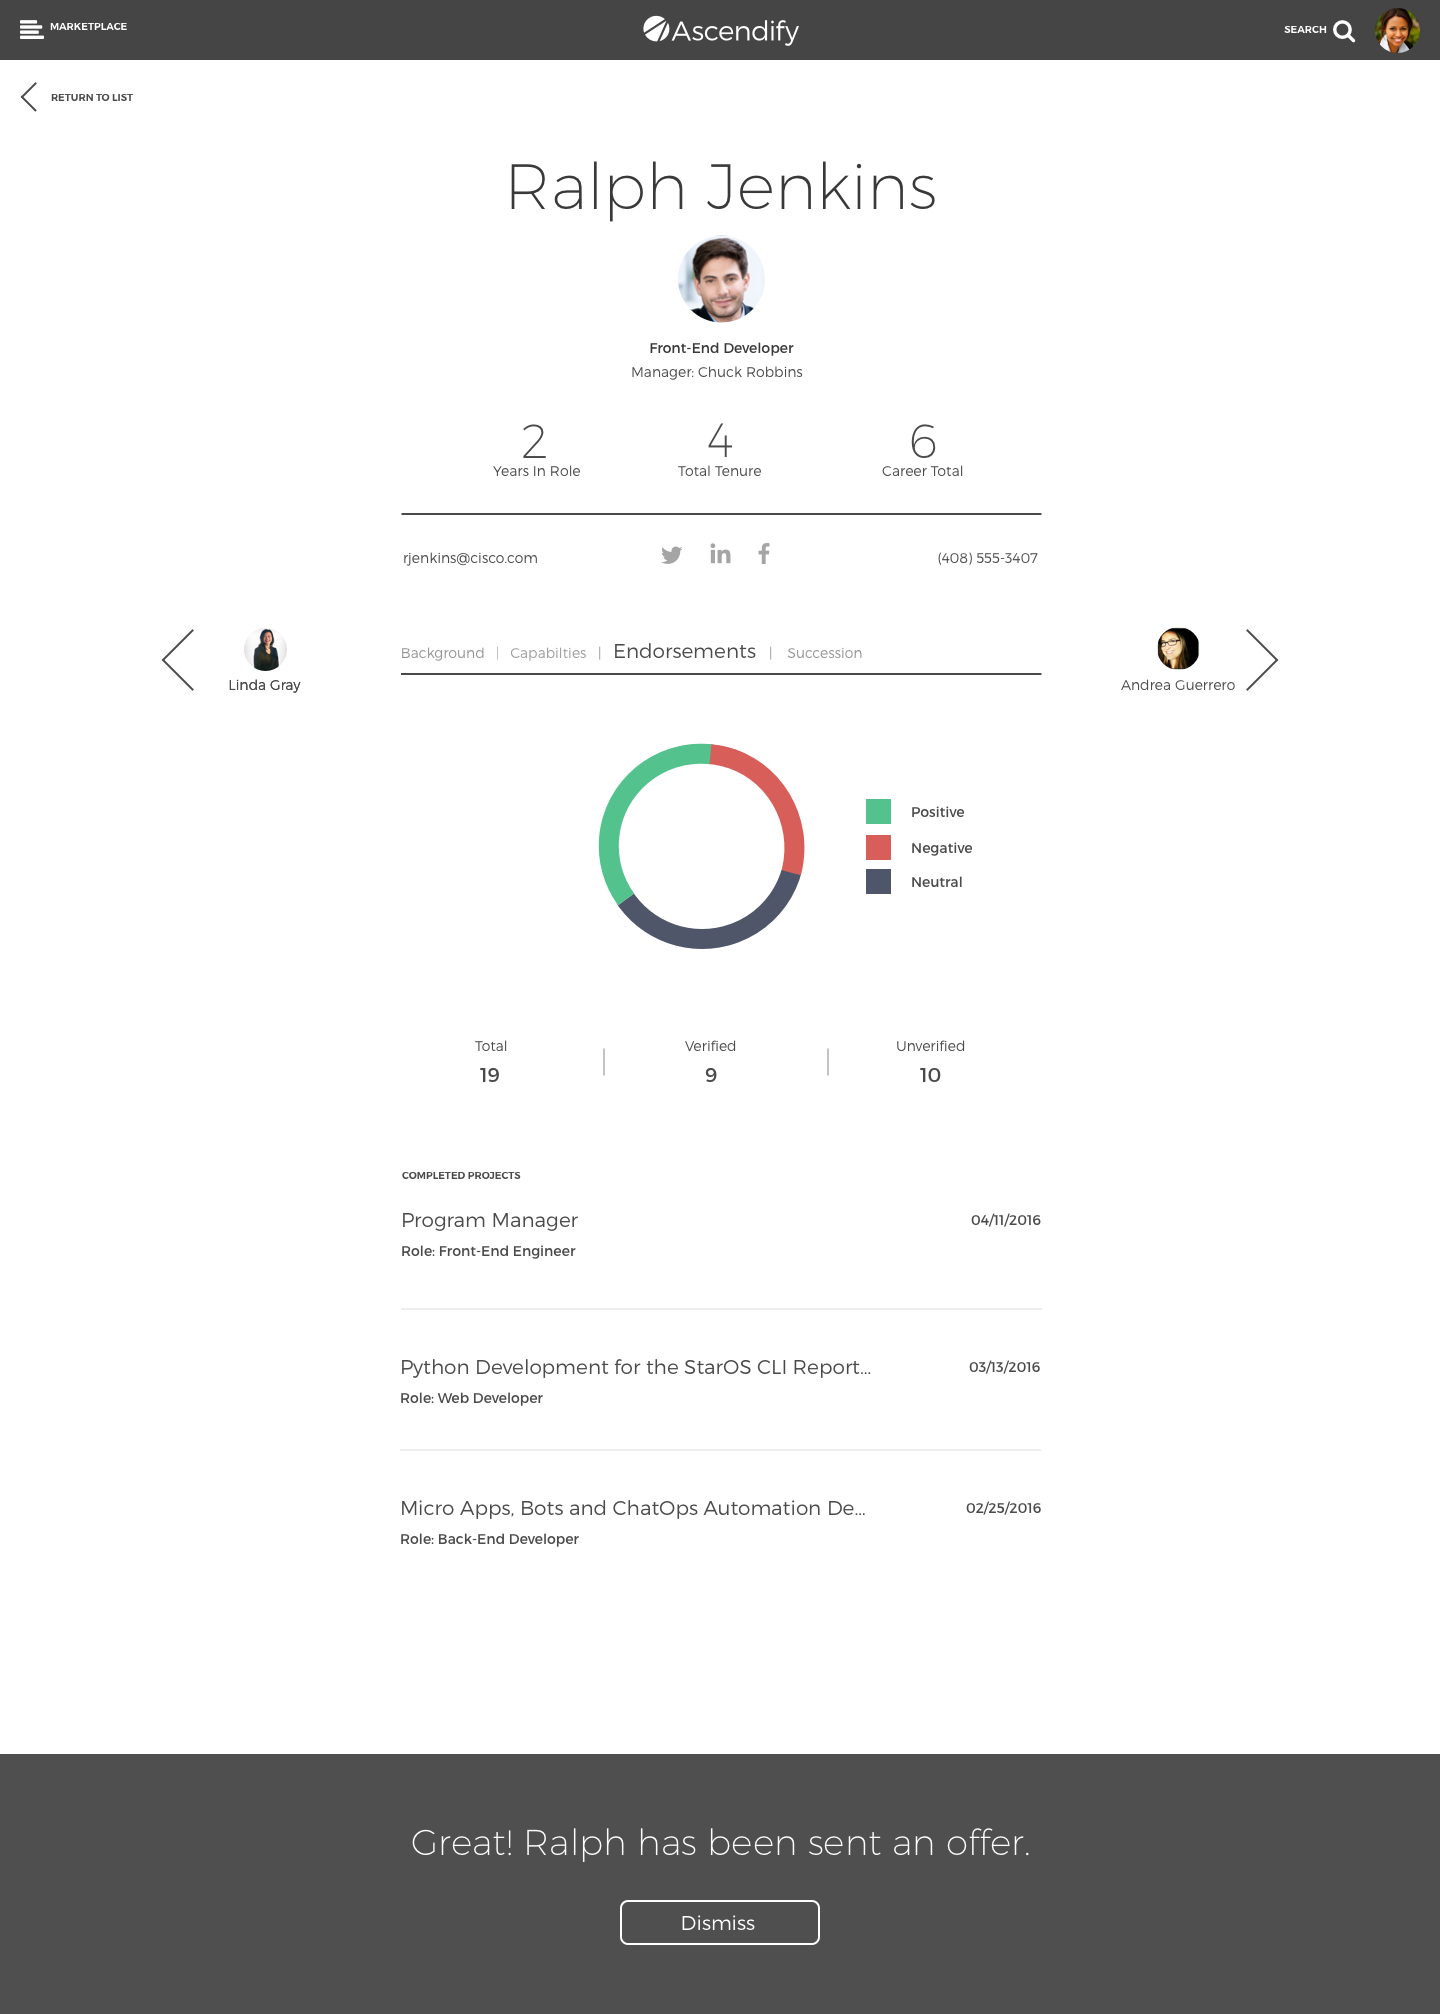 MARKETPLACE
Ascendify
SEARCH
RETURN TO LIST
Ralph Jenkins
Front-End Developer
Manager: Chuck Robbins
2 4 6
Years In Role Total Tenure Career Total
rjenkins@cisco.com (408) 555-3407
Background | Capabilties | Endorsements | Succession
Linda Gray
Andrea Guerrero
Positive
Negative
Neutral
Total Verified Unverified
19 9 10
COMPLETED PROJECTS
Program Manager 04/11/2016
Role: Front-End Engineer
Python Development for the StarOS CLI Report... 03/13/2016
Role: Web Developer
Micro Apps, Bots and ChatOps Automation De... 02/25/2016
Role: Back-End Developer
Great! Ralph has been sent an offer.
Dismiss